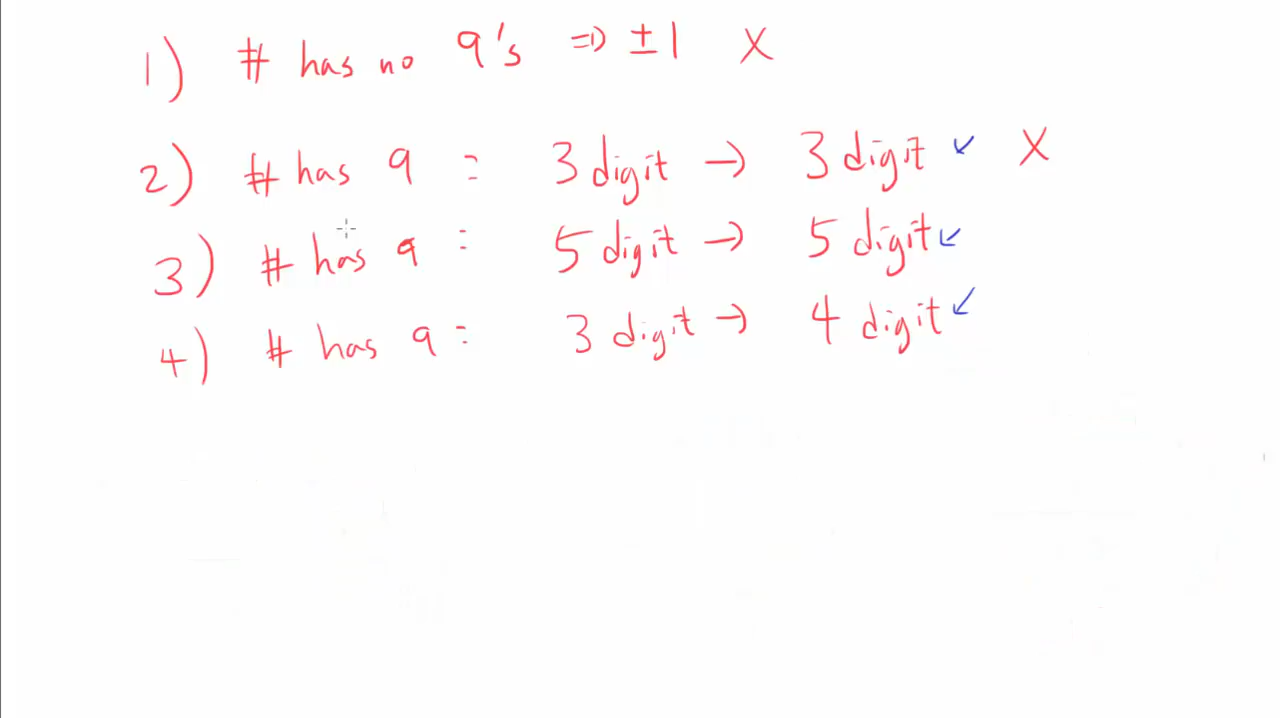 1) # has no 9's => ±1 X
2) # has 9 : 3 digit → 3 digit ↙ X
3) # has 9 : 5 digit → 5 digit ↙
4) # has 9 : 3 digit → 4 digit ↙